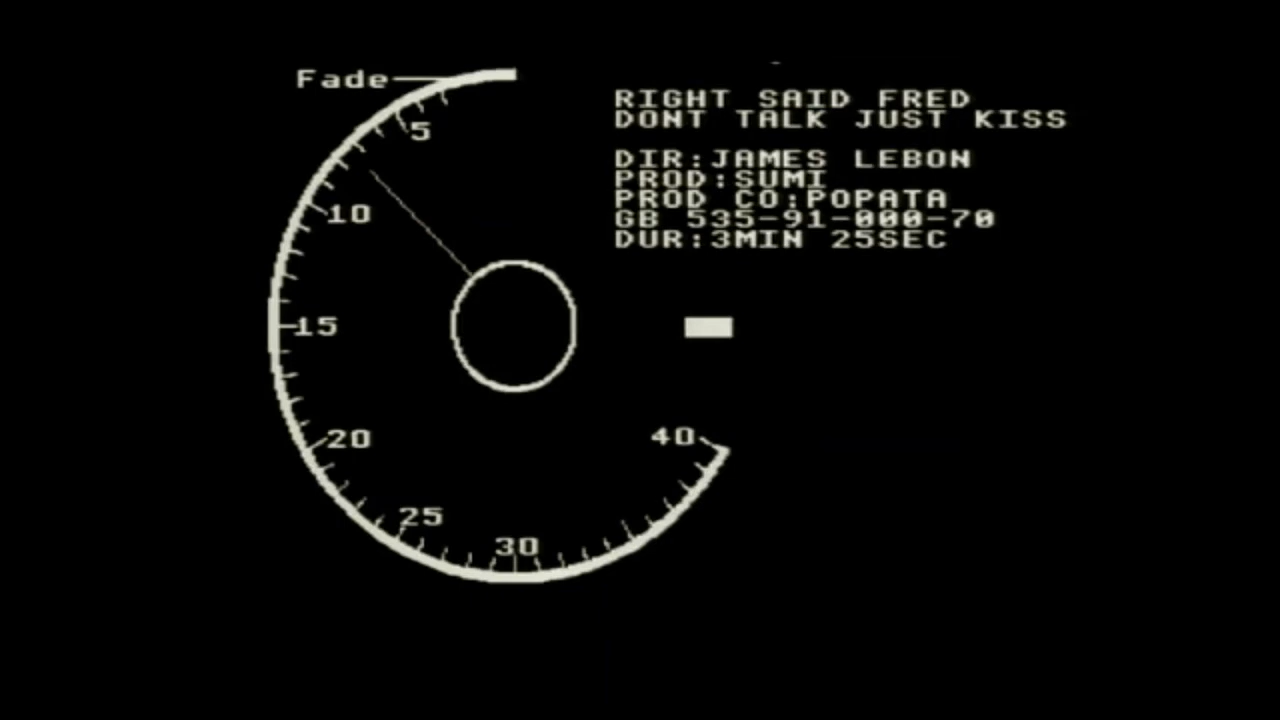 Fade
RIGHT SAID FRED
DONT TALK JUST KISS
5
DIR:JAMES LEBON
PROD:SUMI
PROD CO:POPATA
10
GB 535-91-000-70
DUR:3MIN 25SEC
15
20
40
25
30